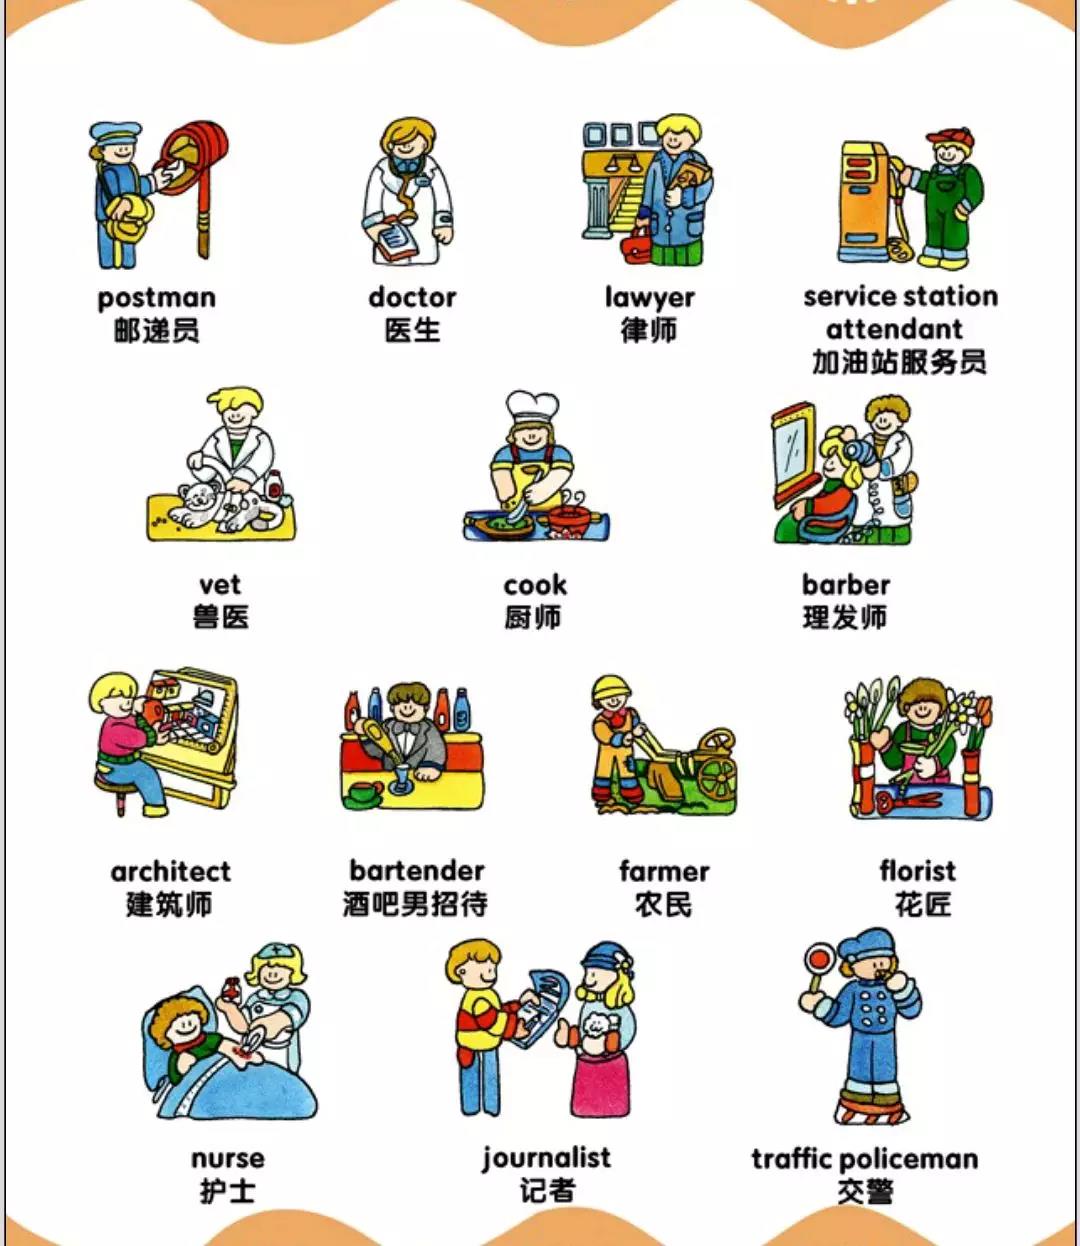 postman
邮递员
doctor
医生
lawyer
律师
service station
attendant
加油站服务员
vet
兽医
cook
厨师
barber
理发师
architect
建筑师
bartender
酒吧男招待
farmer
农民
florist
花匠
nurse
护士
journalist
记者
traffic policeman
交警